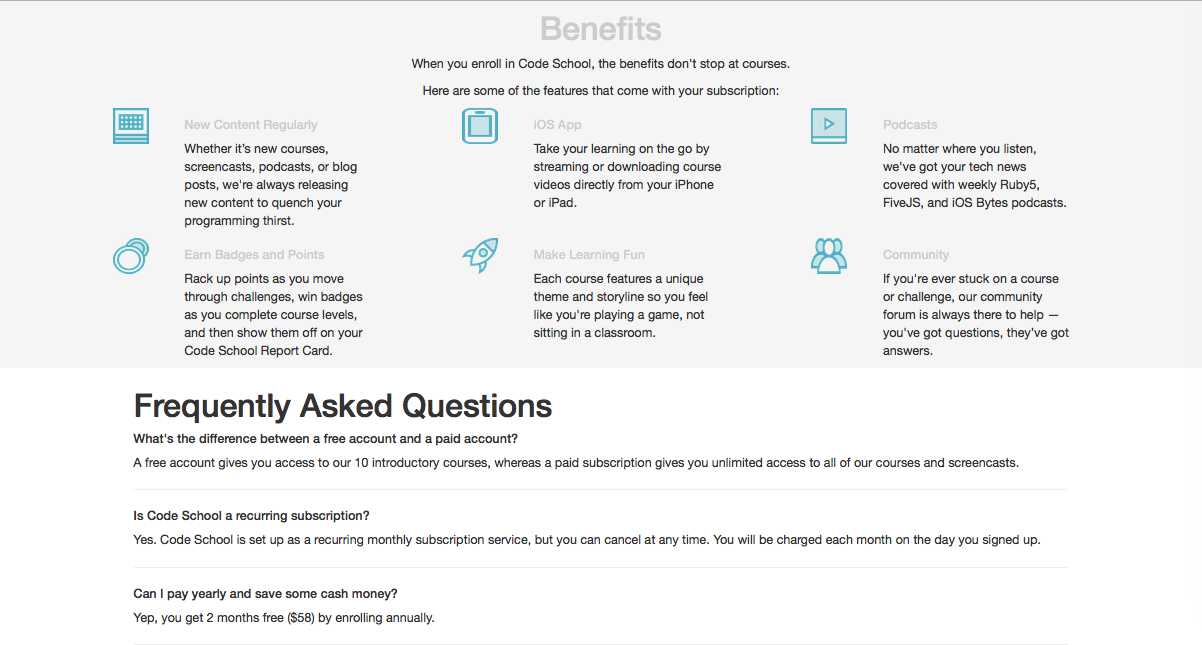 Benefits
When you enroll in Code School, the benefits don't stop at courses.
Here are some of the features that come with your subscription:
New Content Regularly
Whether it's new courses,
screencasts, podcasts, or blog
posts, we're always releasing
new content to quench your
programming thirst.
iOS App
Take your learning on the go by
streaming or downloading course
videos directly from your iPhone
or iPad.
Podcasts
No matter where you listen,
we've got your tech news
covered with weekly Ruby5,
FiveJS, and iOS Bytes podcasts.
Earn Badges and Points
Rack up points as you move
through challenges, win badges
as you complete course levels,
and then show them off on your
Code School Report Card.
Make Learning Fun
Each course features a unique
theme and storyline so you feel
like you're playing a game, not
sitting in a classroom.
Community
If you're ever stuck on a course
or challenge, our community
forum is always there to help —
you've got questions, they've got
answers.
Frequently Asked Questions
What's the difference between a free account and a paid account?
A free account gives you access to our 10 introductory courses, whereas a paid subscription gives you unlimited access to all of our courses and screencasts.
Is Code School a recurring subscription?
Yes. Code School is set up as a recurring monthly subscription service, but you can cancel at any time. You will be charged each month on the day you signed up.
Can I pay yearly and save some cash money?
Yep, you get 2 months free ($58) by enrolling annually.